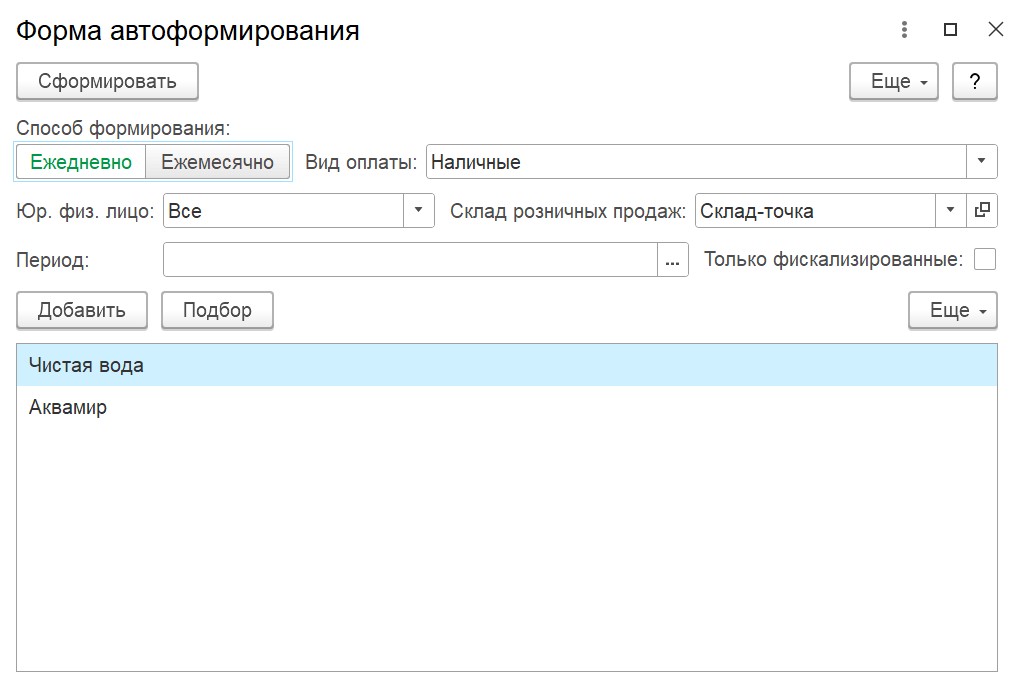 Форма автоформирования
Сформировать Еще ?
Способ формирования:
Ежедневно Ежемесячно Вид оплаты: Наличные
Юр. физ. лицо: Все Склад розничных продаж: Склад-точка
Период: ... Только фискализированные:
Добавить Подбор Еще
Чистая вода
Аквамир